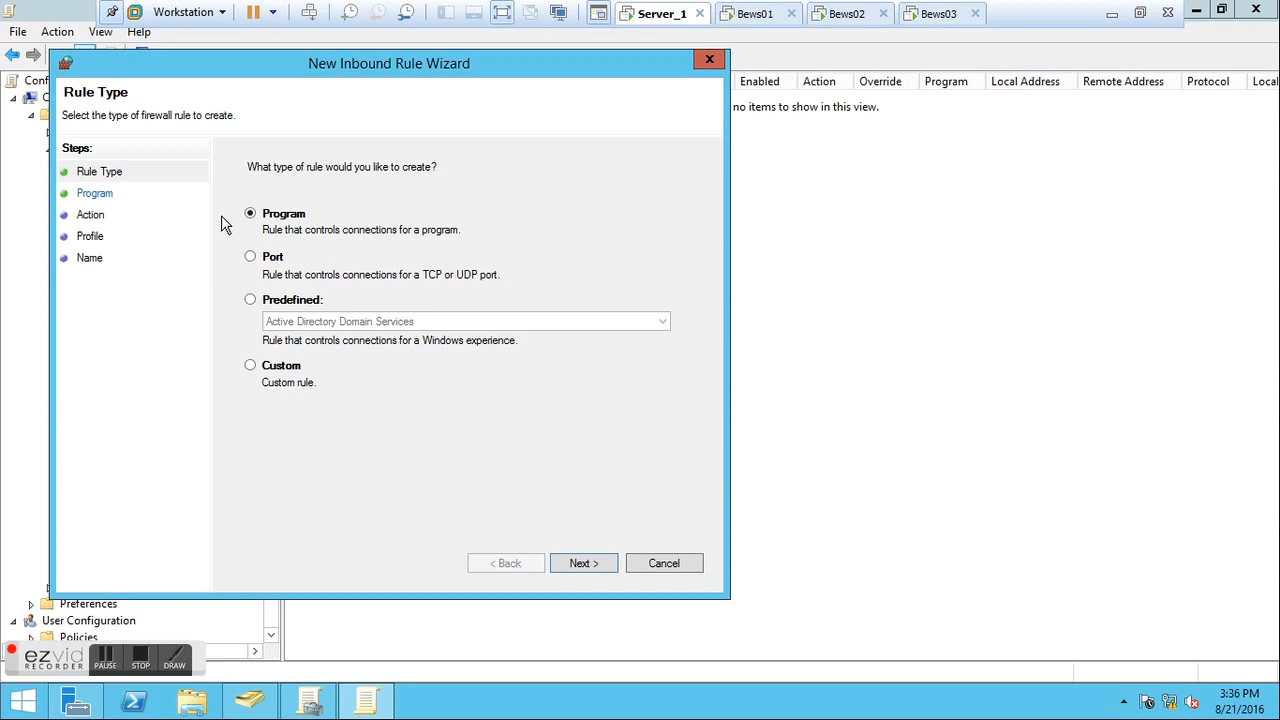 Workstation
Server_1
Bews01
Bews02
Bews03
File Action View Help
New Inbound Rule Wizard
Conf
Rule Type
Select the type of firewall rule to create.
Enabled Action Override Program Local Address Remote Address Protocol Local
no items to show in this view.
Steps:
Rule Type
Program
Action
Profile
Name
What type of rule would you like to create?
Program
Rule that controls connections for a program.
Port
Rule that controls connections for a TCP or UDP port.
Predefined:
Active Directory Domain Services
Rule that controls connections for a Windows experience.
Custom
Custom rule.
< Back Next > Cancel
Preferences
User Configuration
Policies
ezvid
RECORDER
PAUSE STOP DRAW
3:36 PM
8/21/2016